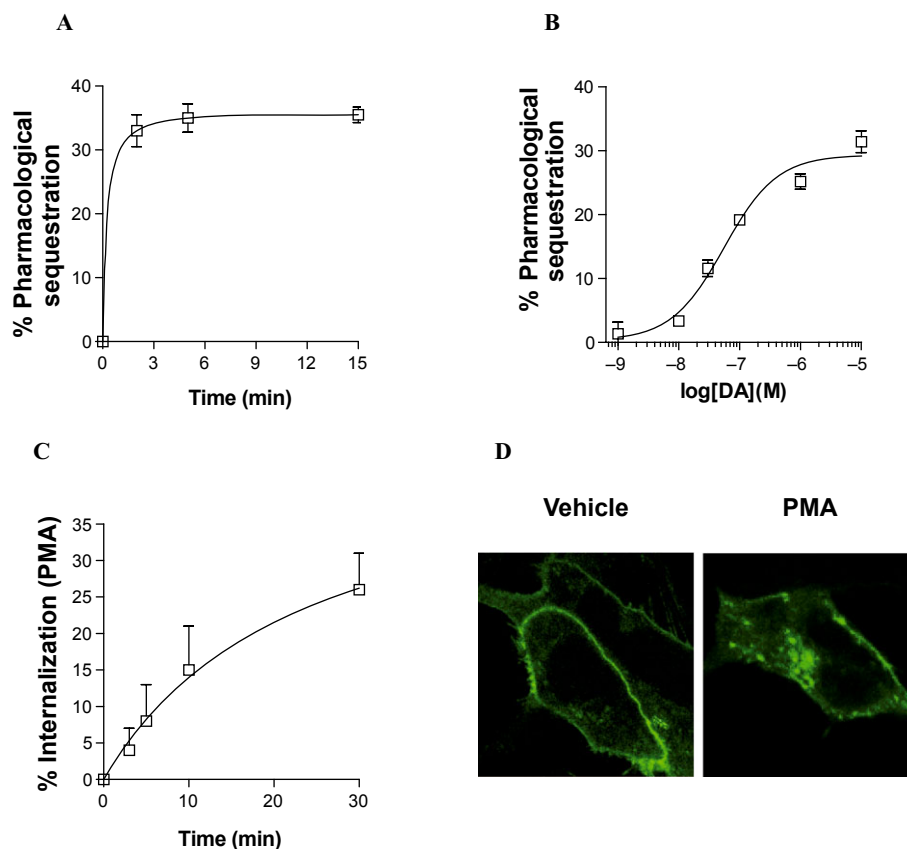 A
% Pharmacological
sequestration
40
30
20
10
0
0 3 6 9 12 15
Time (min)
B
% Pharmacological
sequestration
40
30
20
10
0
–9 –8 –7 –6 –5
log[DA](M)
C
% Internalization (PMA)
35
30
25
20
15
10
5
0
0 10 20 30
Time (min)
D
Vehicle PMA